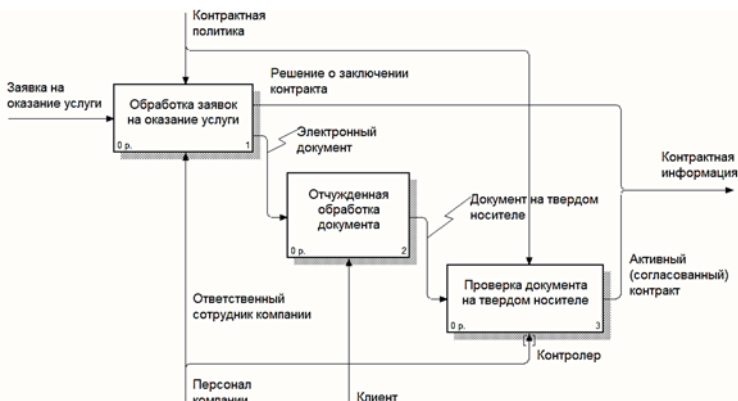 Контрактная
политика
Заявка на
оказание услуги
Решение о заключении
контракта
Обработка заявок
на оказание услуги
0 р.
1
Электронный
документ
Контрактная
информация
Отчужденная
обработка
документа
0 р.
2
Документ на твердом
носителе
Активный
(согласованный)
контракт
Проверка документа
на твердом носителе
0 р.
3
Ответственный
сотрудник компании
Контролер
Персонал
компании
Клиент